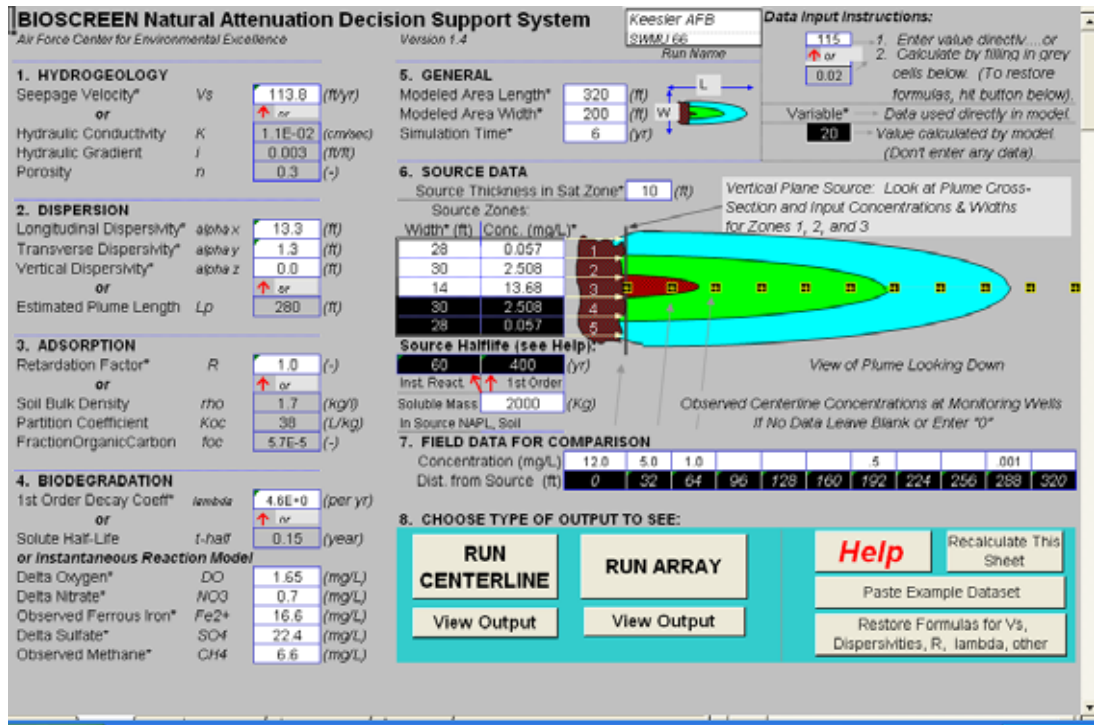 BIOSCREEN Natural Attenuation Decision Support System
Air Force Center for Environmental Excellence
Version 1.4
Keesler AFB
SWMU 66
Run Name
Data Input Instructions:
115
1. Enter value directly....or
or
2. Calculate by filling in grey
0.02
cells below. (To restore
formulas, hit button below).
Variable*
Data used directly in model.
20
Value calculated by model.
(Don't enter any data).
1. HYDROGEOLOGY
Seepage Velocity* Vs 113.8 (ft/yr)
or or
Hydraulic Conductivity K 1.1E-02 (cm/sec)
Hydraulic Gradient i 0.003 (ft/ft)
Porosity n 0.3 (-)
2. DISPERSION
Longitudinal Dispersivity* alpha x 13.3 (ft)
Transverse Dispersivity* alpha y 1.3 (ft)
Vertical Dispersivity* alpha z 0.0 (ft)
or or
Estimated Plume Length Lp 280 (ft)
3. ADSORPTION
Retardation Factor* R 1.0 (-)
or or
Soil Bulk Density rho 1.7 (kg/l)
Partition Coefficient Koc 38 (L/kg)
FractionOrganicCarbon foc 5.7E-5 (-)
4. BIODEGRADATION
1st Order Decay Coeff* lambda 4.6E+0 (per yr)
or or
Solute Half-Life t-half 0.15 (year)
or Instantaneous Reaction Model
Delta Oxygen* DO 1.65 (mg/L)
Delta Nitrate* NO3 0.7 (mg/L)
Observed Ferrous Iron* Fe2+ 16.6 (mg/L)
Delta Sulfate* SO4 22.4 (mg/L)
Observed Methane* CH4 6.6 (mg/L)
5. GENERAL
Modeled Area Length* 320 (ft)
Modeled Area Width* 200 (ft)
Simulation Time* 6 (yr)
L
W
6. SOURCE DATA
Source Thickness in Sat.Zone* 10 (ft)
Source Zones:
Width* (ft) Conc. (mg/L)*
28 0.057 1
30 2.508 2
14 13.68 3
30 2.508 4
28 0.057 5
Vertical Plane Source: Look at Plume Cross-
Section and Input Concentrations & Widths
for Zones 1, 2, and 3
Source Halflife (see Help):
60 400 (yr)
Inst. React. 1st Order
Soluble Mass 2000 (Kg)
In Source NAPL, Soil
View of Plume Looking Down
Observed Centerline Concentrations at Monitoring Wells
If No Data Leave Blank or Enter "0"
7. FIELD DATA FOR COMPARISON
Concentration (mg/L) 12.0 5.0 1.0 .5 .001
Dist. from Source (ft) 0 32 64 96 128 160 192 224 256 288 320
8. CHOOSE TYPE OF OUTPUT TO SEE:
RUN
CENTERLINE
View Output
RUN ARRAY
View Output
Help
Recalculate This
Sheet
Paste Example Dataset
Restore Formulas for Vs,
Dispersivities, R, lambda, other